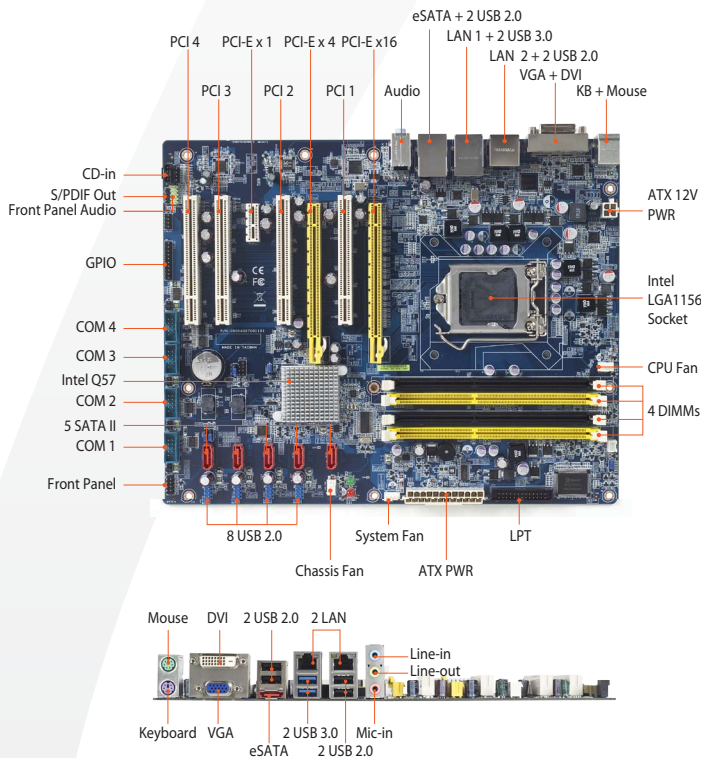 eSATA + 2 USB 2.0
LAN 1 + 2 USB 3.0
PCI 4
PCI-E x 1
PCI-E x 4
PCI-E x16
LAN 2 + 2 USB 2.0
VGA + DVI
PCI 3
PCI 2
PCI 1
Audio
KB + Mouse
CD-in
S/PDIF Out
Front Panel Audio
ATX 12V
PWR
GPIO
CE
FC
Intel
LGA1156
Socket
MADE IN TAIWAN
COM 4
COM 3
CPU Fan
Intel Q57
COM 2
4 DIMMs
5 SATA II
COM 1
Front Panel
8 USB 2.0
System Fan
LPT
Chassis Fan
ATX PWR
Mouse
DVI
2 USB 2.0
2 LAN
Line-in
Line-out
Keyboard
VGA
2 USB 3.0
Mic-in
eSATA
2 USB 2.0